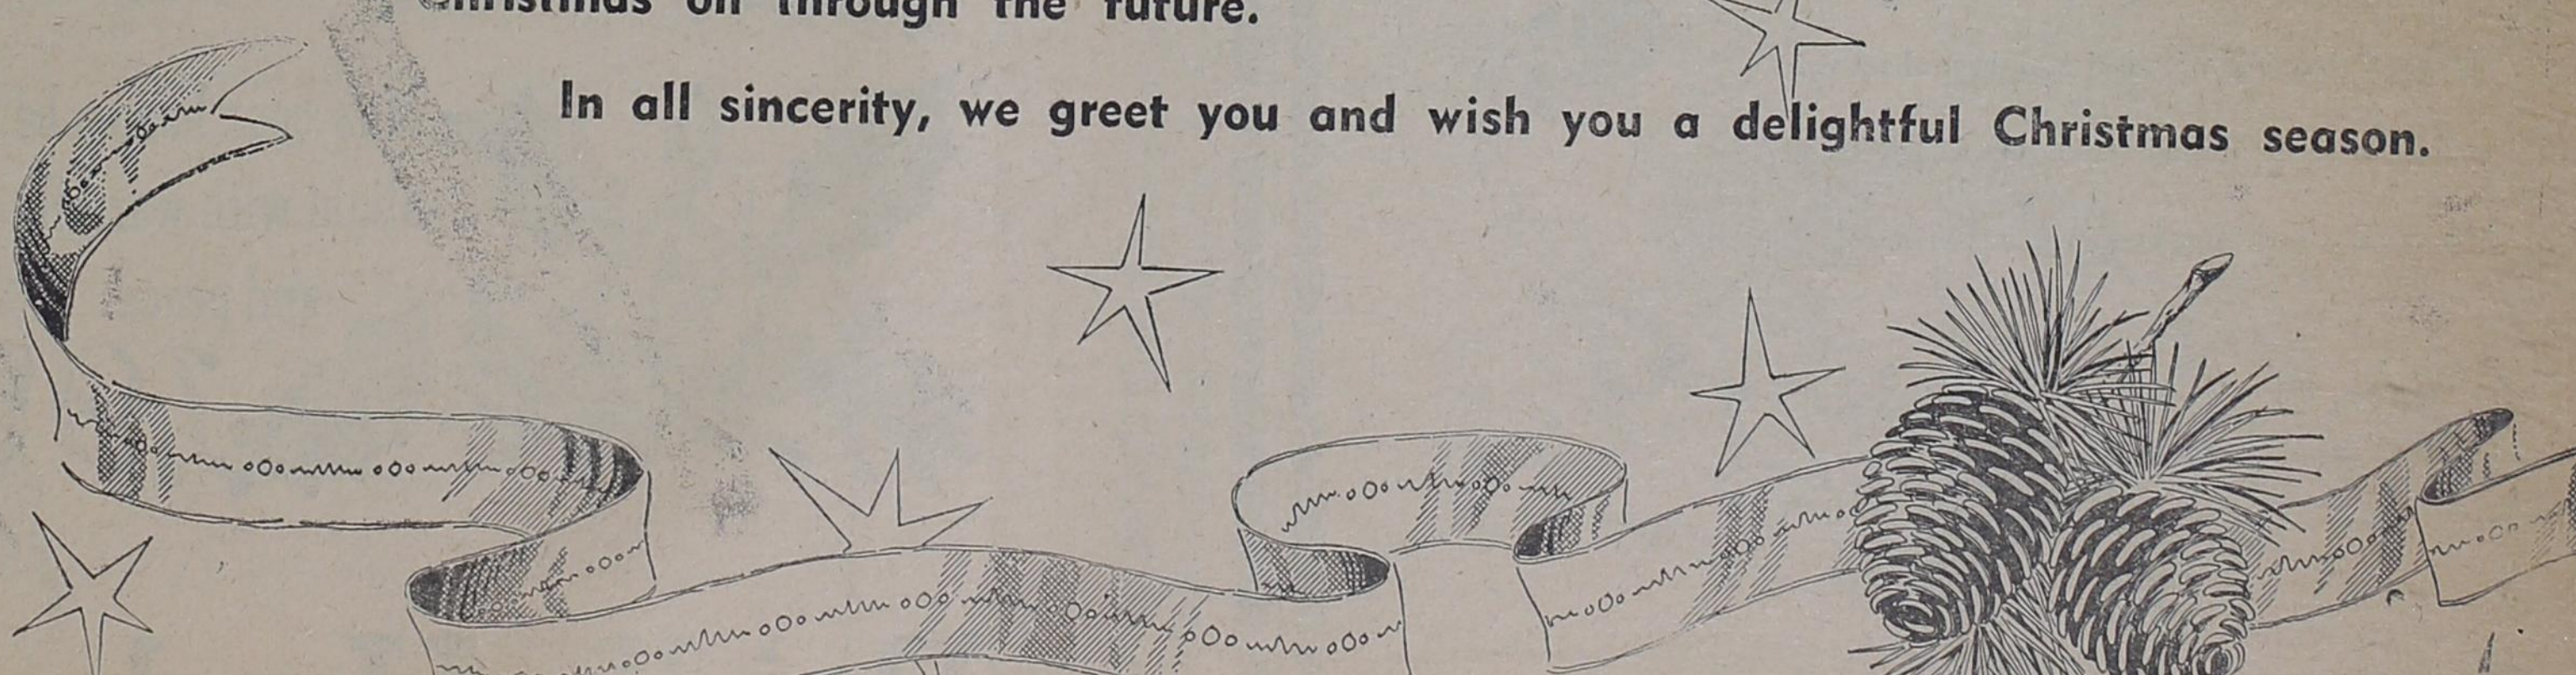 Christmas on through the future.
In all sincerity, we greet you and wish you a delightful Christmas season.